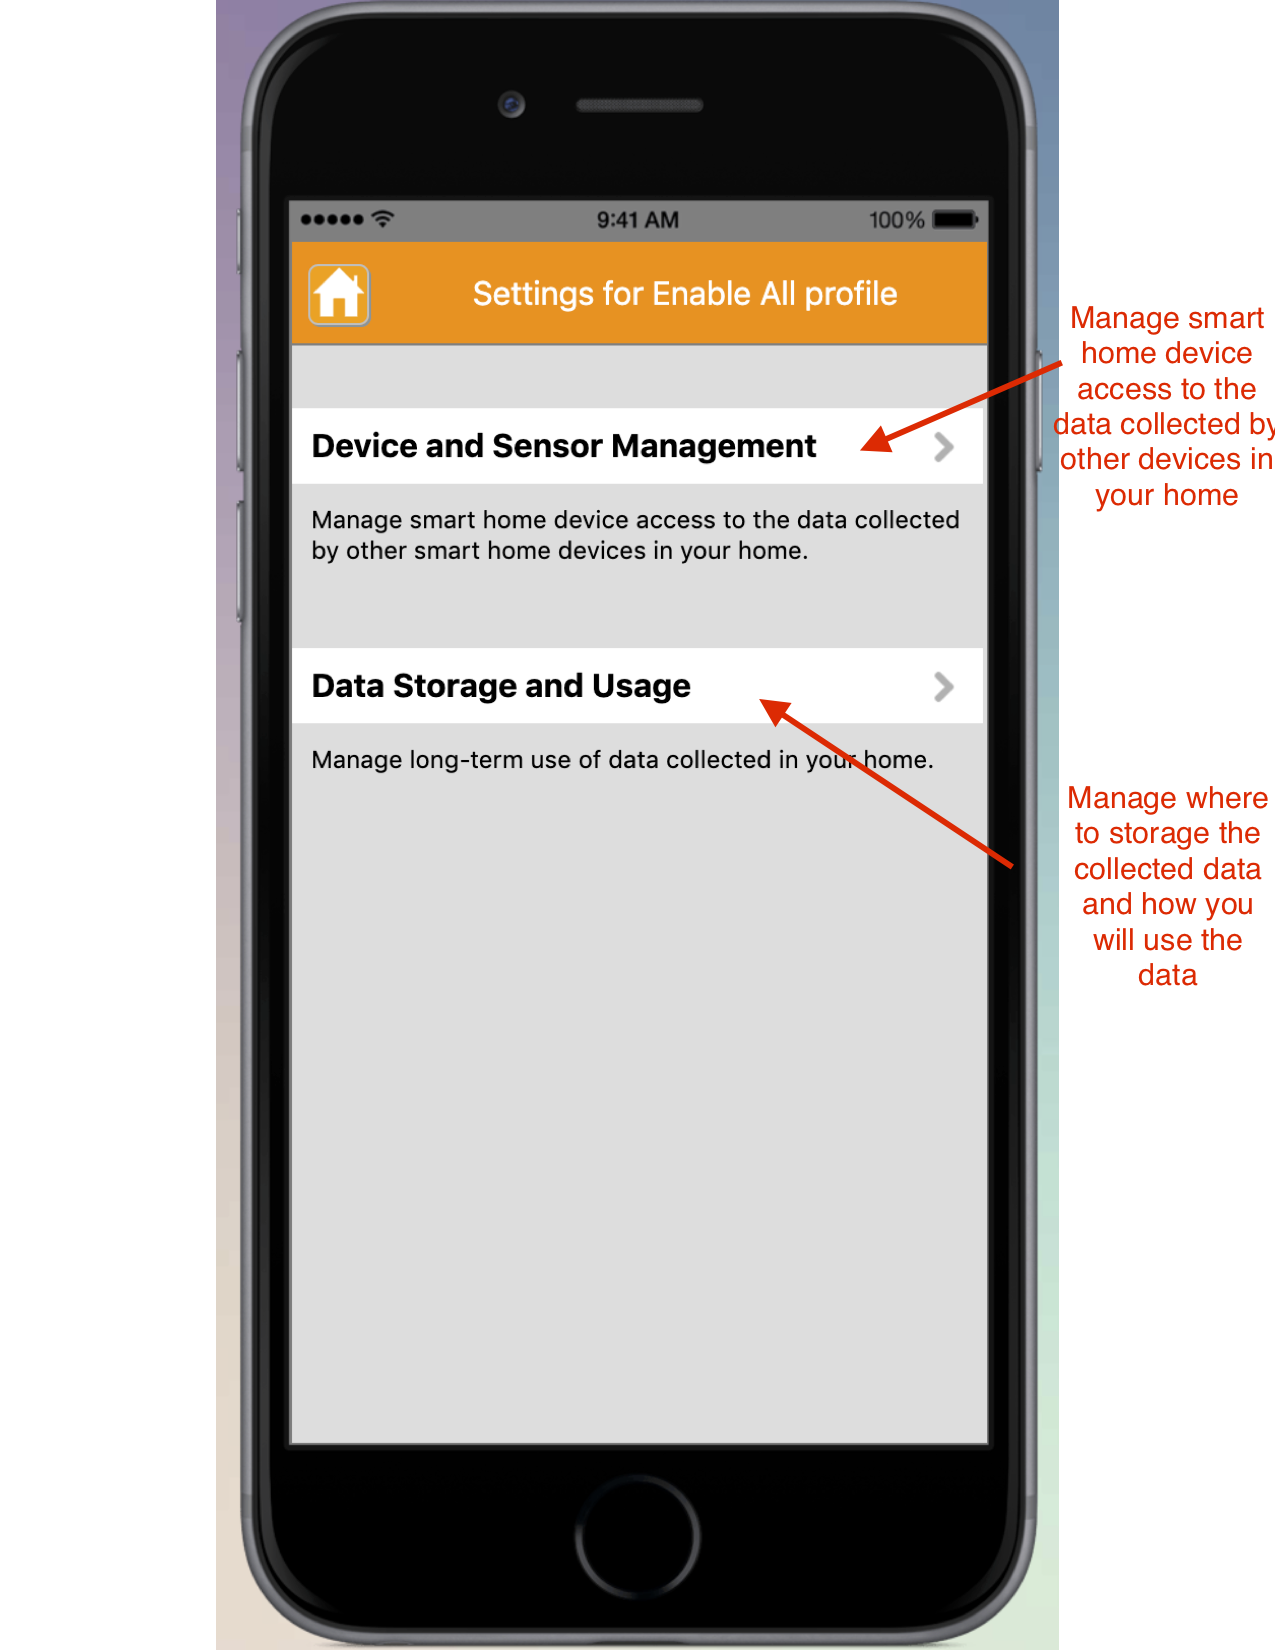 9:41 AM
100%
Settings for Enable All profile
Device and Sensor Management
Manage smart home device access to the data collected
by other smart home devices in your home.
Data Storage and Usage
Manage long-term use of data collected in your home.
Manage smart
home device
access to the
data collected by
other devices in
your home
Manage where
to storage the
collected data
and how you
will use the
data